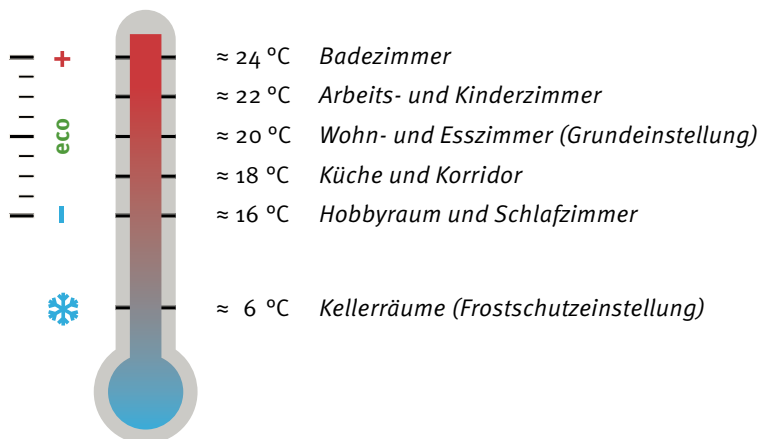 + ≈ 24 °C Badezimmer
≈ 22 °C Arbeits- und Kinderzimmer
eco ≈ 20 °C Wohn- und Esszimmer (Grundeinstellung)
≈ 18 °C Küche und Korridor
– ≈ 16 °C Hobbyraum und Schlafzimmer
≈ 6 °C Kellerräume (Frostschutzeinstellung)